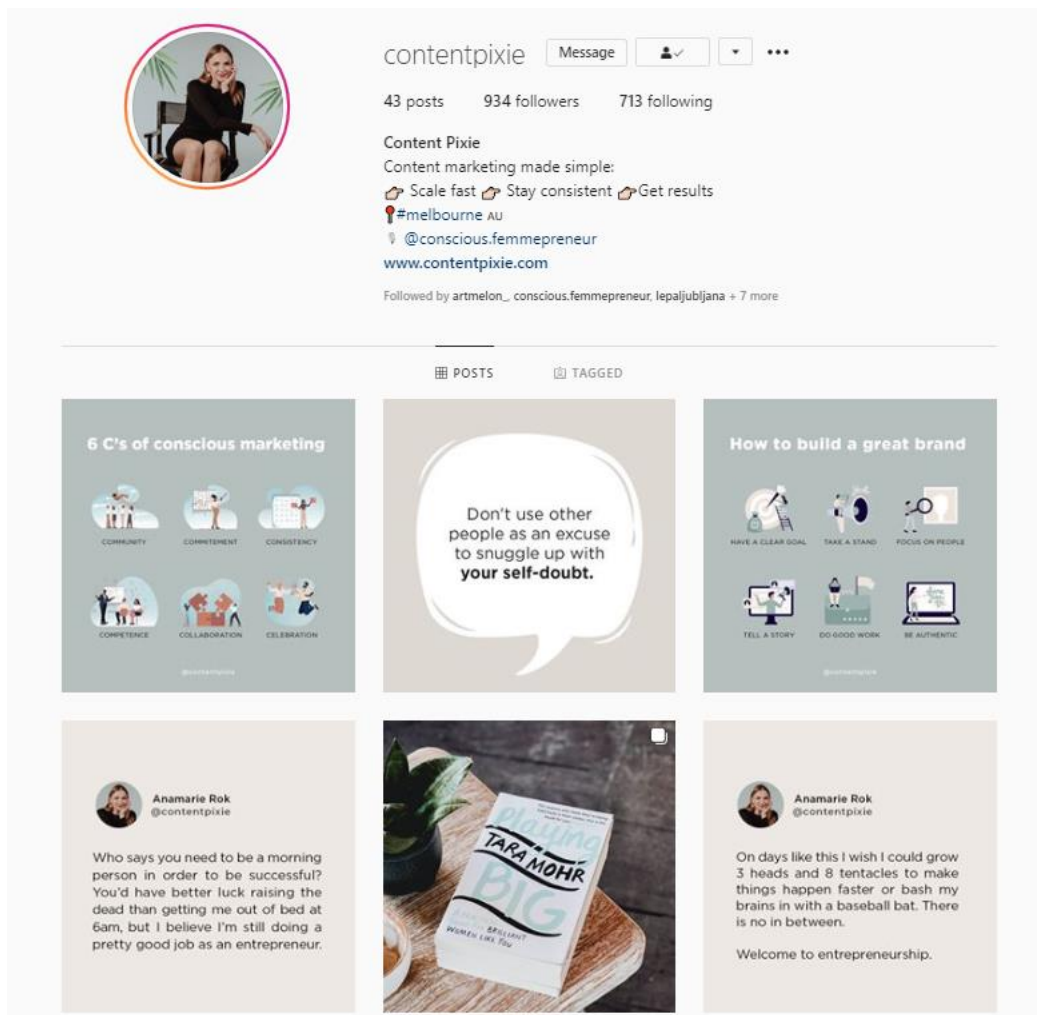 contentpixie Message
43 posts 934 followers 713 following
Content Pixie
Content marketing made simple:
👉 Scale fast 👉 Stay consistent 👉Get results
📍#melbourne AU
🎙 @conscious.femmepreneur
www.contentpixie.com
Followed by artmelon_, conscious.femmepreneur, lepaljubljana + 7 more
POSTS TAGGED
6 C's of conscious marketing
COMMUNITY COMMITEMENT CONSISTENCY
COMPETENCE COLLABORATION CELEBRATION
@contentpixie
Don't use other
people as an excuse
to snuggle up with
your self-doubt.
How to build a great brand
HAVE A CLEAR GOAL TAKE A STAND FOCUS ON PEOPLE
TELL A STORY DO GOOD WORK BE AUTHENTIC
@contentpixie
Anamarie Rok
@contentpixie
Who says you need to be a morning
person in order to be successful?
You'd have better luck raising the
dead than getting me out of bed at
6am, but I believe I'm still doing a
pretty good job as an entrepreneur.
Playing
TARA MOHR
BIG
BRILLIANT
WOMEN LIKE YOU
Anamarie Rok
@contentpixie
On days like this I wish I could grow
3 heads and 8 tentacles to make
things happen faster or bash my
brains in with a baseball bat. There
is no in between.
Welcome to entrepreneurship.